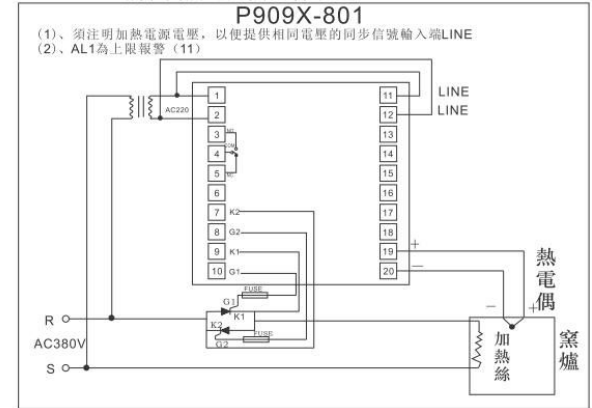 P909X-801
(1)、須注明加熱電源電壓，以便提供相同電壓的同步信號輸入端LINE
(2)、AL1為上限報警（11）
1
11
LINE
AC220
2
12
LINE
3
NO
13
4
COM
14
5
NC
15
6
16
7
K2
17
8
G2
18
9
K1
19
+
10
G1
20
—
熱電偶
FUSE
G1
K1
R
K2
FUSE
G2
AC380V
S
—
+
加熱絲
窯爐